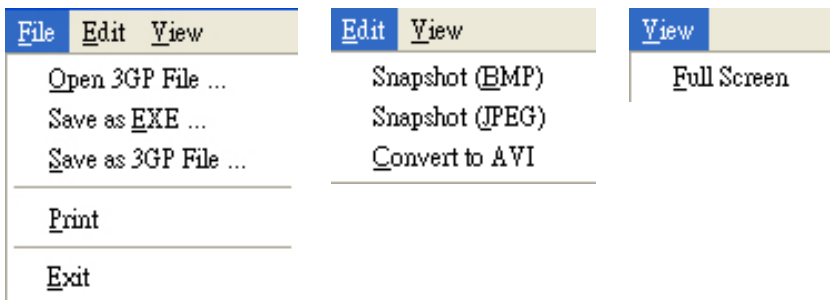 File Edit View
Open 3GP File ...
Save as EXE ...
Save as 3GP File ...
Print
Exit
Edit View
Snapshot (BMP)
Snapshot (JPEG)
Convert to AVI
View
Full Screen